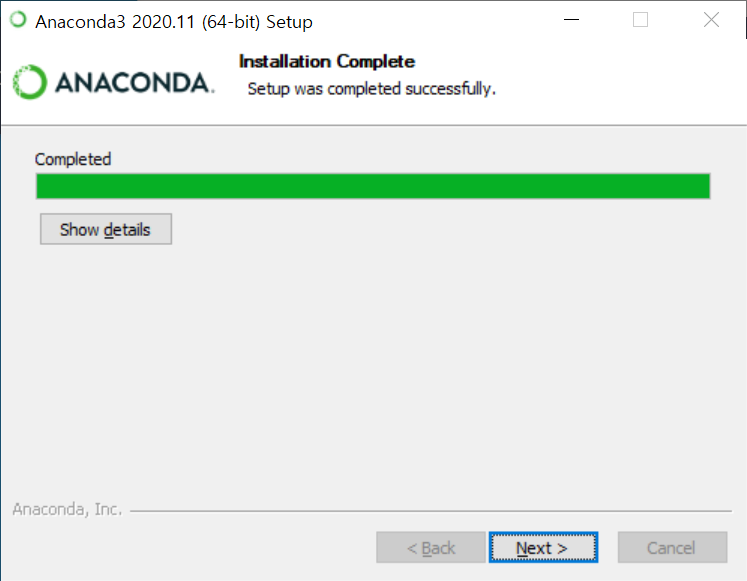 Anaconda3 2020.11 (64-bit) Setup
Installation Complete
ANACONDA.
Setup was completed successfully.
Completed
Show details
Anaconda, Inc.
< Back
Next >
Cancel